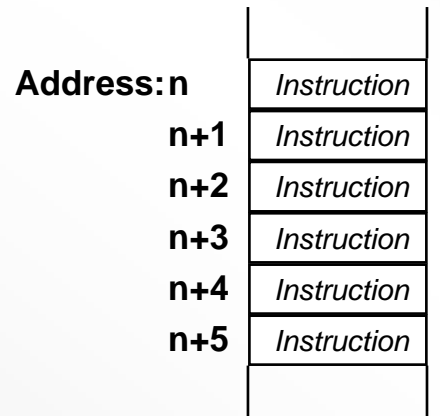 Address: n Instruction
n+1 Instruction
n+2 Instruction
n+3 Instruction
n+4 Instruction
n+5 Instruction